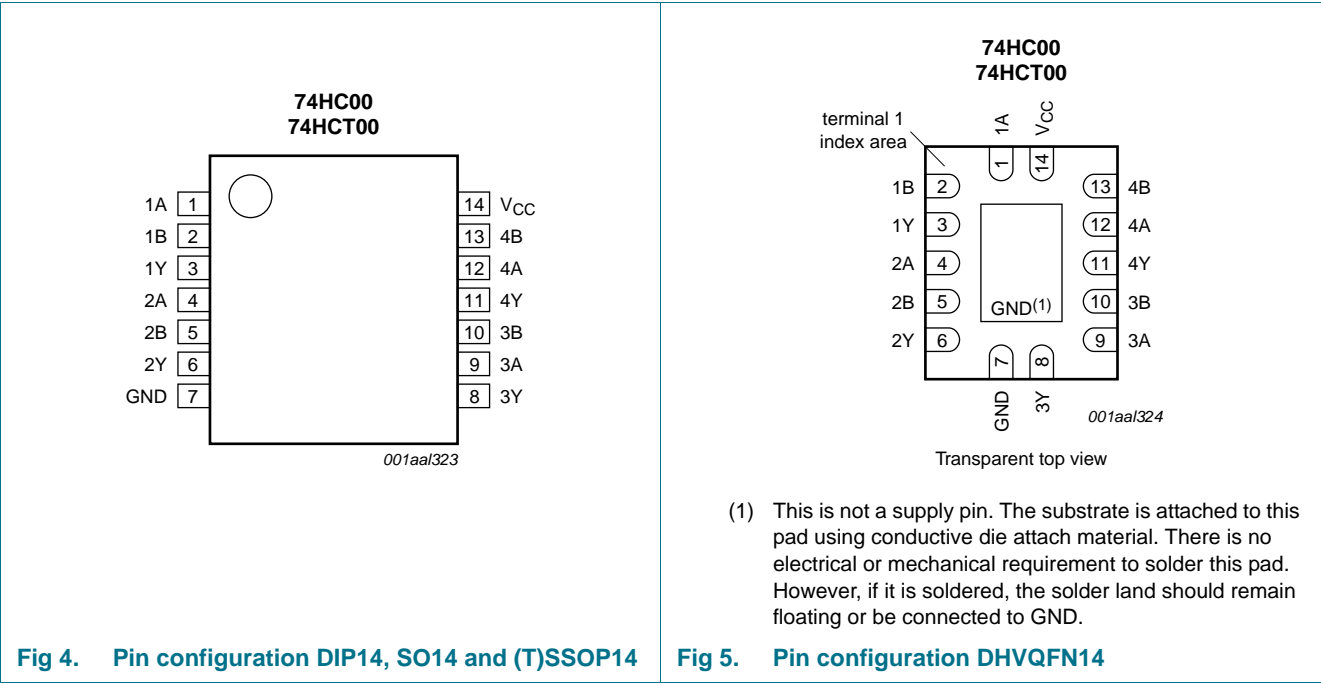 74HC00
74HCT00
1A 1
1B 2
1Y 3
2A 4
2B 5
2Y 6
GND 7
14 VCC
13 4B
12 4A
11 4Y
10 3B
9 3A
8 3Y
001aal323
Fig 4. Pin configuration DIP14, SO14 and (T)SSOP14
74HC00
74HCT00
terminal 1
index area
1A
VCC
1
14
1B 2
1Y 3
2A 4
2B 5
2Y 6
13 4B
12 4A
11 4Y
10 3B
9 3A
GND(1)
7
8
GND
3Y
001aal324
Transparent top view
(1) This is not a supply pin. The substrate is attached to this
pad using conductive die attach material. There is no
electrical or mechanical requirement to solder this pad.
However, if it is soldered, the solder land should remain
floating or be connected to GND.
Fig 5. Pin configuration DHVQFN14